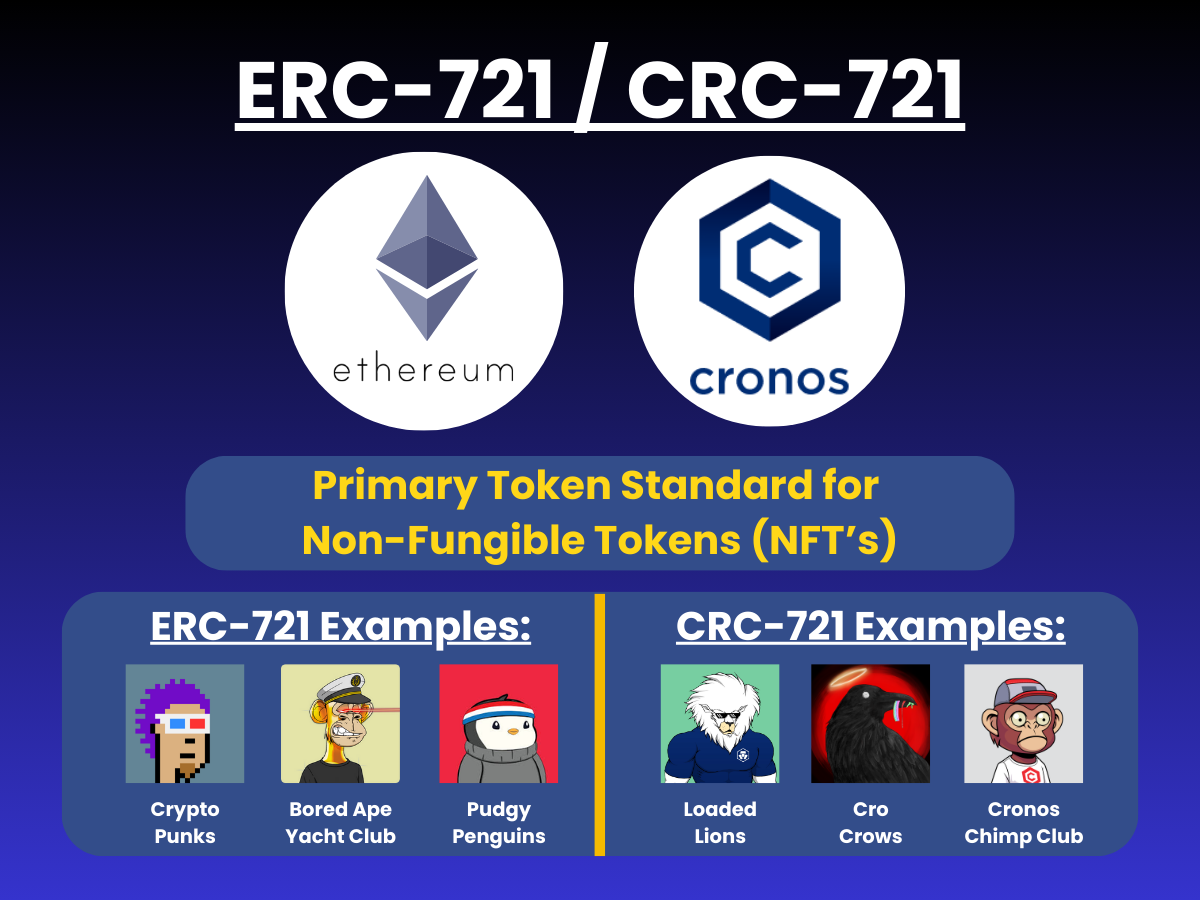 ERC-721 / CRC-721
ethereum
cronos
Primary Token Standard for
Non-Fungible Tokens (NFT’s)
ERC-721 Examples:
Crypto
Punks
Bored Ape
Yacht Club
Pudgy
Penguins
CRC-721 Examples:
Loaded
Lions
Cro
Crows
Cronos
Chimp Club